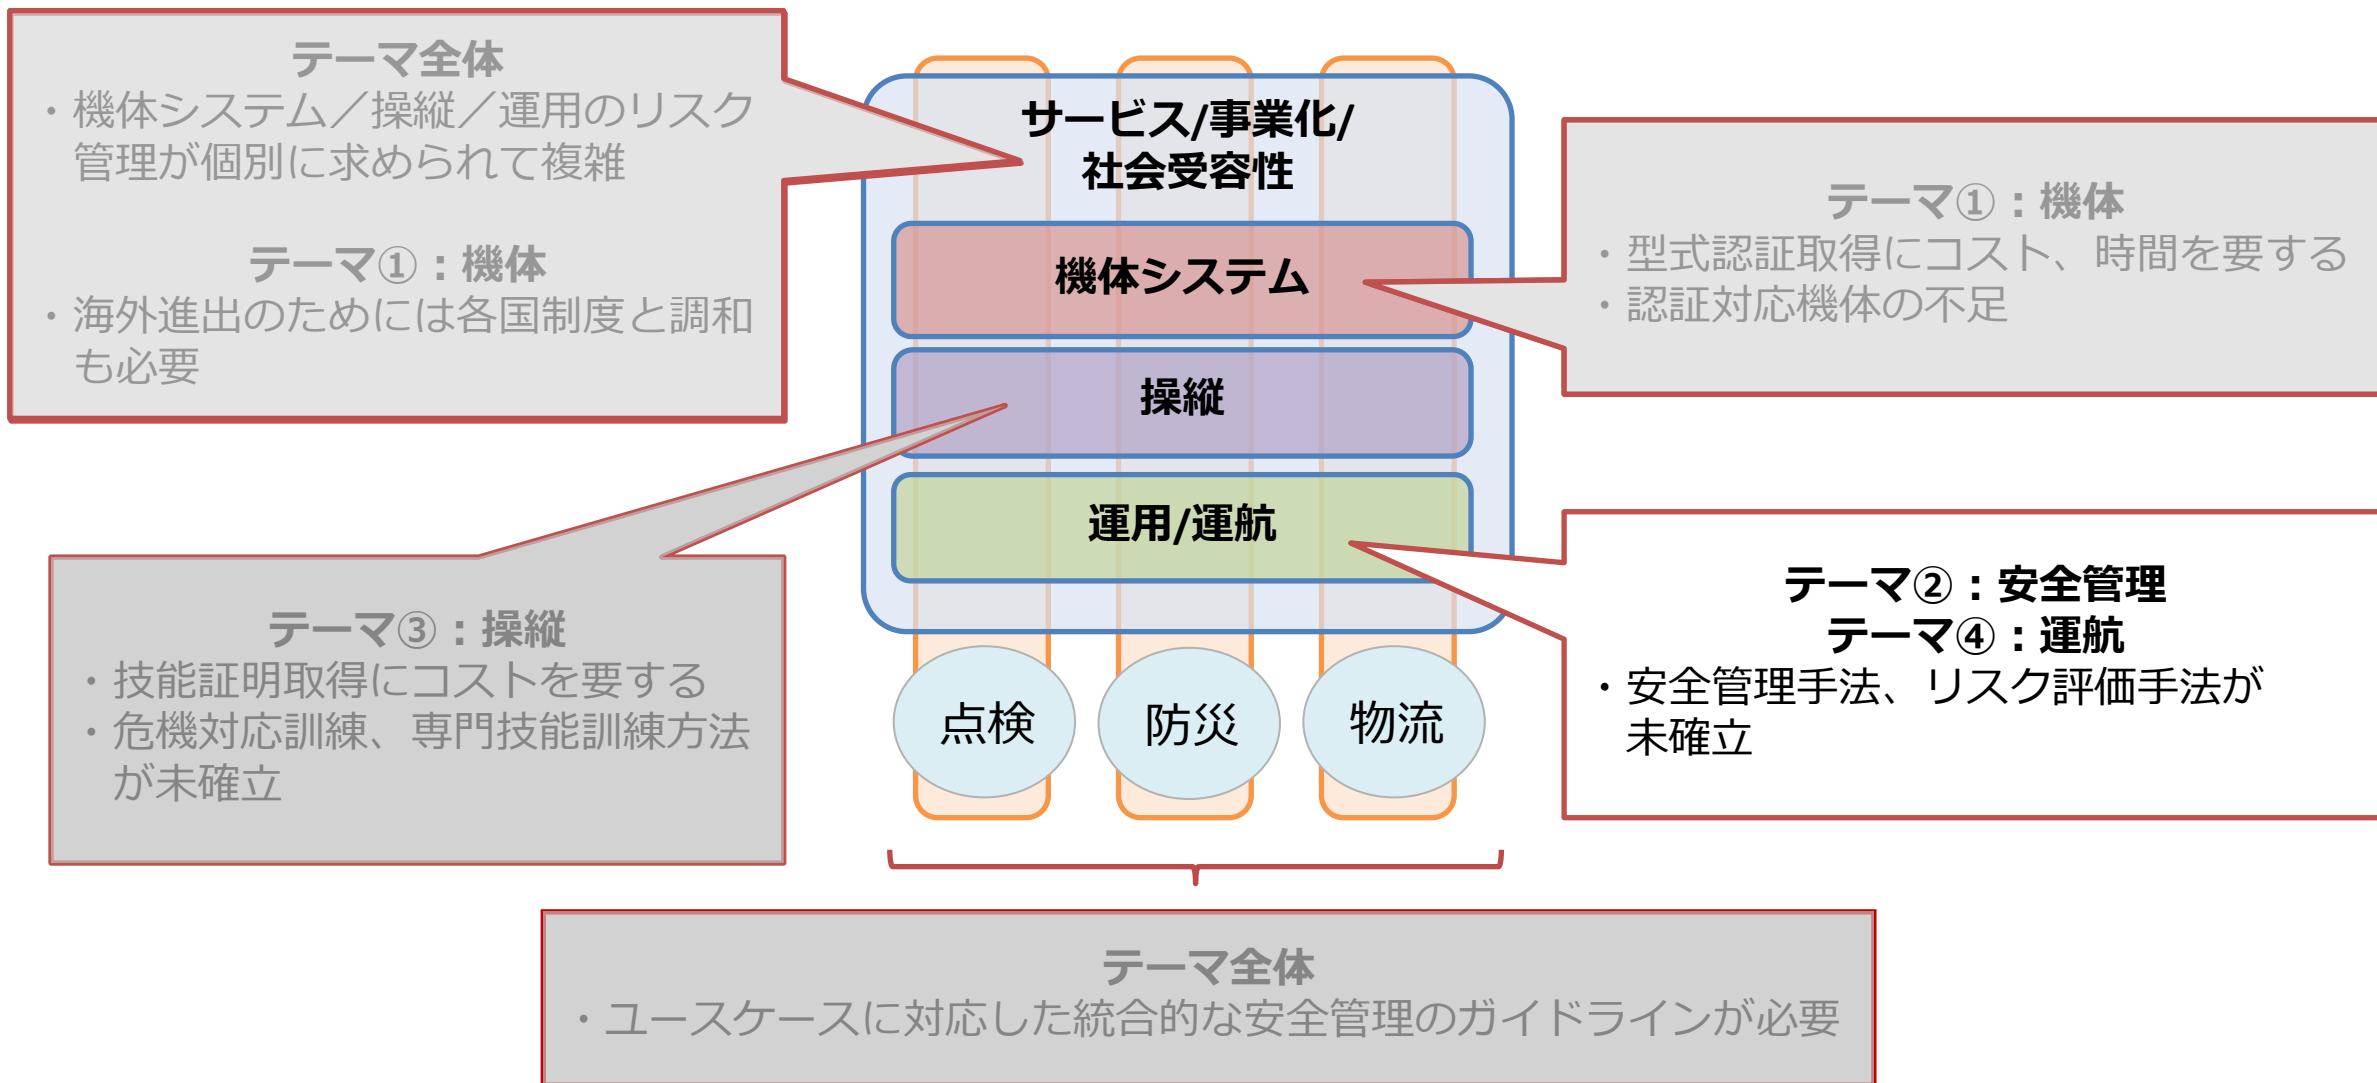 テーマ全体
・機体システム／操縦／運用のリスク
管理が個別に求められて複雑
テーマ①：機体
・海外進出のためには各国制度と調和
も必要
サービス/事業化/
社会受容性
機体システム
操縦
運用/運航
テーマ①：機体
・型式認証取得にコスト、時間を要する
・認証対応機体の不足
テーマ③：操縦
・技能証明取得にコストを要する
・危機対応訓練、専門技能訓練方法
が未確立
テーマ②：安全管理
テーマ④：運航
・安全管理手法、リスク評価手法が
未確立
点検
防災
物流
テーマ全体
・ユースケースに対応した統合的な安全管理のガイドラインが必要